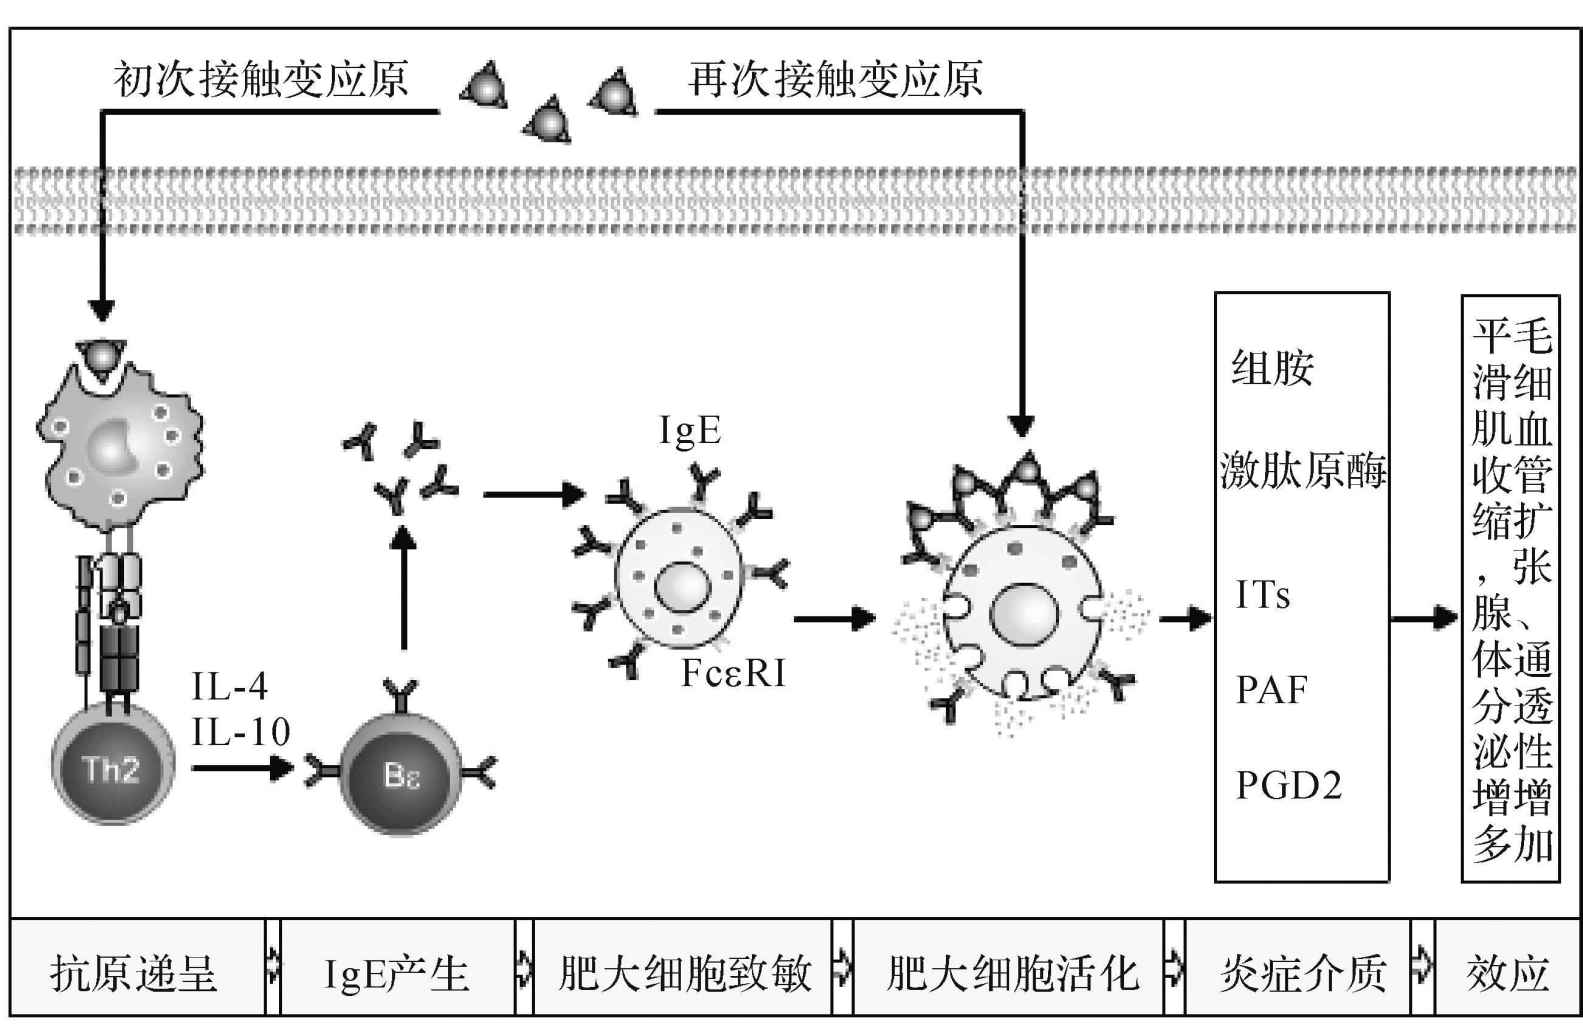 初次接触变应原
再次接触变应原
IgE
FcεRI
IL-4
IL-10
Th2
Bε
组胺
激肽原酶
ITs
PAF
PGD2
平滑肌收缩，腺体分泌增多
毛细血管扩张、通透性增加
抗原递呈
IgE产生
肥大细胞致敏
肥大细胞活化
炎症介质
效应